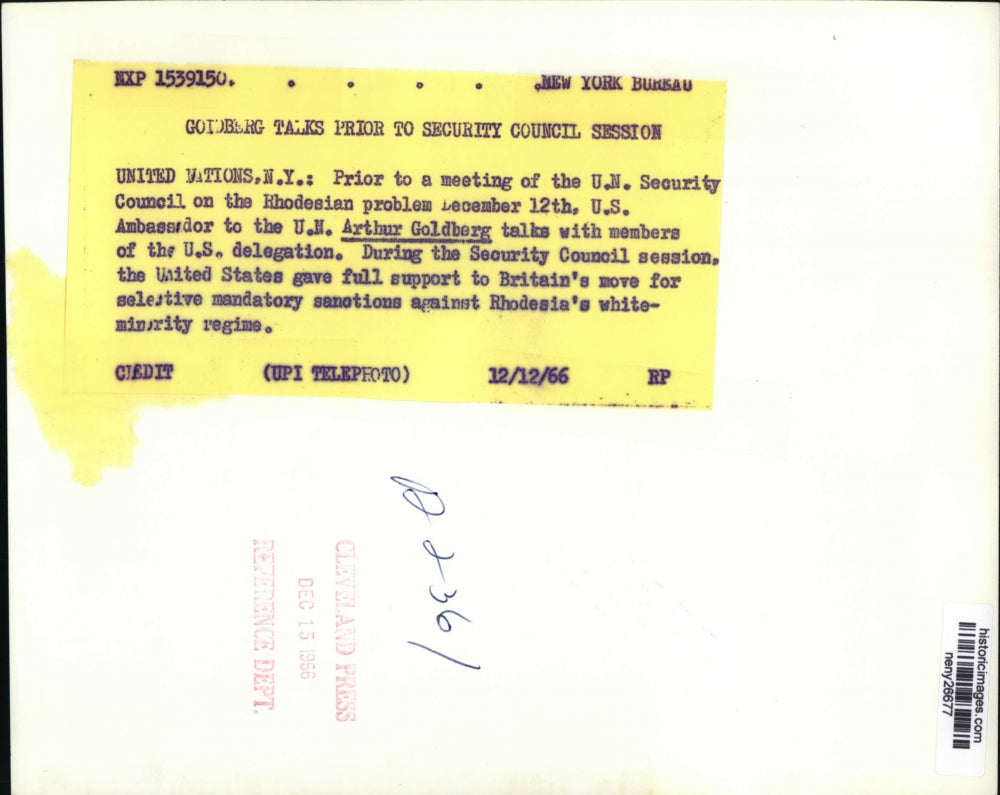 NXP 1539150. . . . . .NEW YORK BUREAU
GOLDBERG TALKS PRIOR TO SECURITY COUNCIL SESSION
UNITED NATIONS,N.Y.: Prior to a meeting of the U.N. Security
Council on the Rhodesian problem December 12th, U.S.
Ambassador to the U.N. Arthur Goldberg talks with members
of the U.S. delegation. During the Security Council session,
the United States gave full support to Britain's move for
selective mandatory sanctions against Rhodesia's white-
minority regime.
CREDIT (UPI TELEPHOTO) 12/12/66 RP
CLEVELAND PRESS
DEC 15 1966
REFERENCE DEPT.
historicimages.com
neny26677